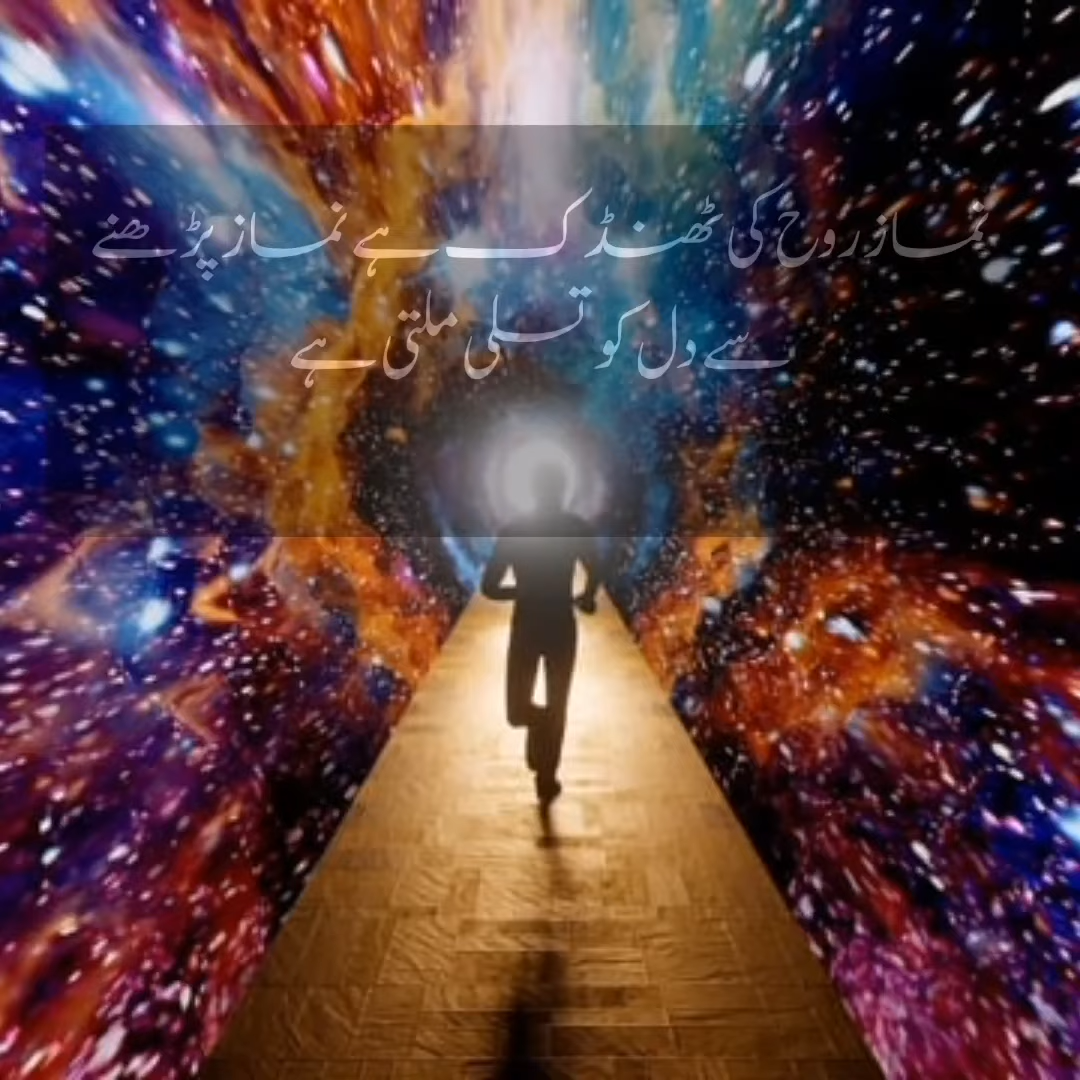 نماز روح کی ٹھنڈک ہے نماز پڑھنے
سے دل کو تسلی ملتی ہے